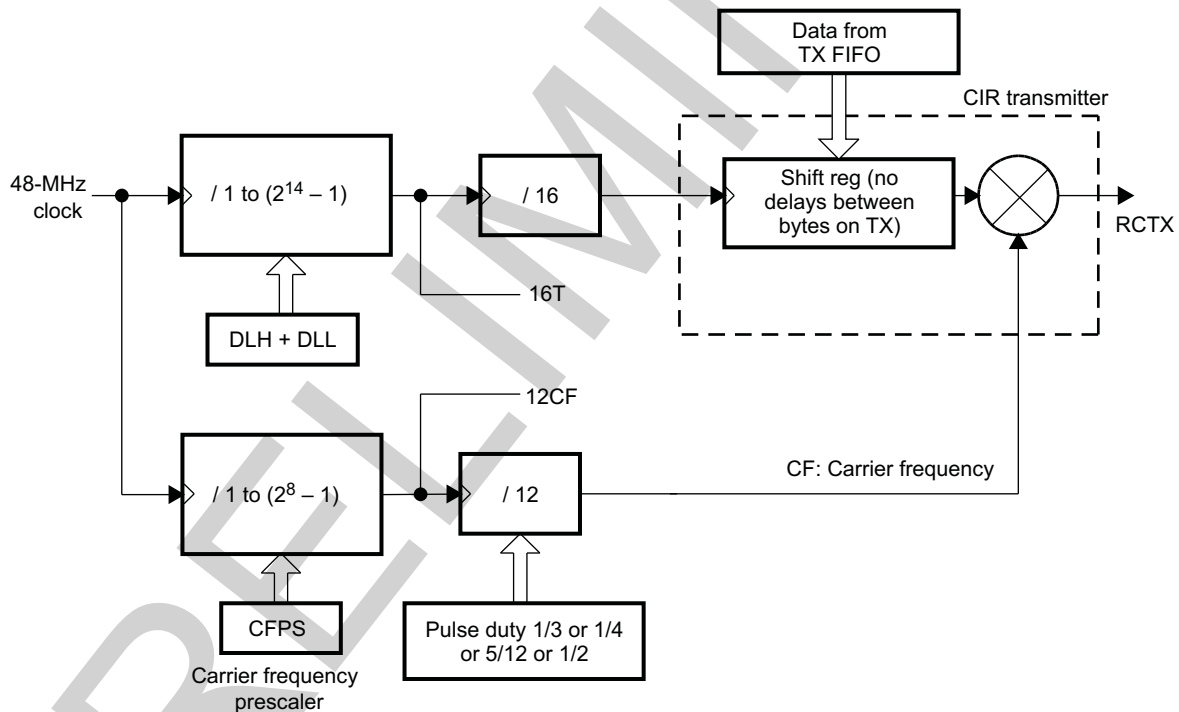 Data from
TX FIFO
CIR transmitter
48-MHz
clock
/ 1 to (2¹⁴ – 1)
/ 16
Shift reg (no
delays between
bytes on TX)
RCTX
16T
DLH + DLL
12CF
/ 1 to (2⁸ – 1)
/ 12
CF: Carrier frequency
CFPS
Carrier frequency
prescaler
Pulse duty 1/3 or 1/4
or 5/12 or 1/2
RELIMI